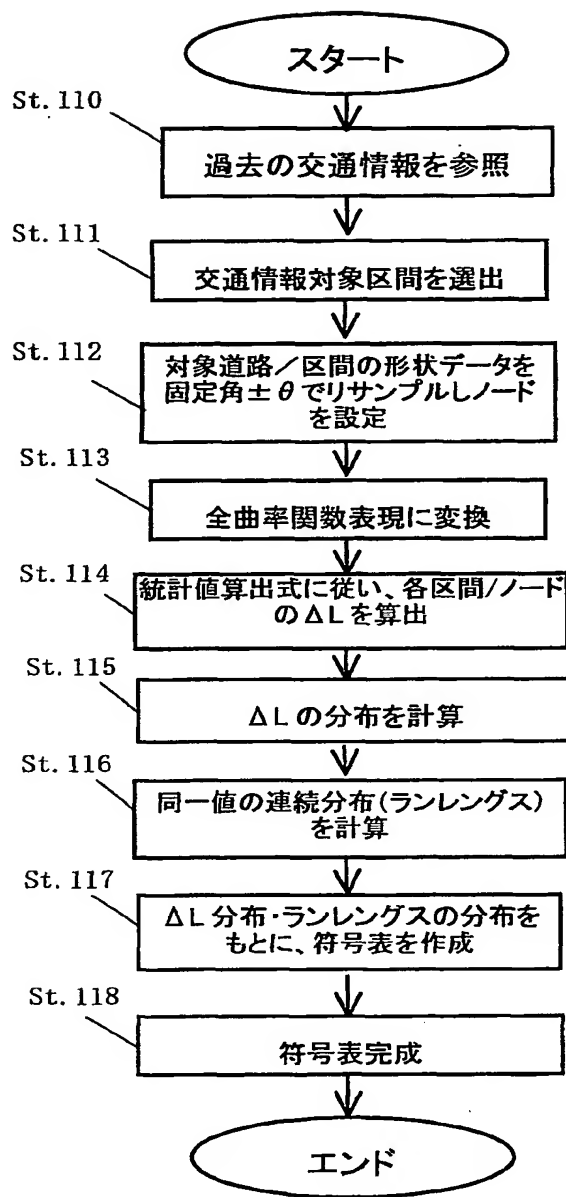 スタート
St. 110
過去の交通情報を参照
St. 111
交通情報対象区間を選出
St. 112
対象道路／区間の形状データを
固定角±θでリサンプルしノード
を設定
St. 113
全曲率関数表現に変換
St. 114
統計値算出式に従い、各区間/ノード
のΔLを算出
St. 115
ΔLの分布を計算
St. 116
同一値の連続分布(ランレングス)
を計算
St. 117
ΔL分布・ランレングスの分布を
もとに、符号表を作成
St. 118
符号表完成
エンド